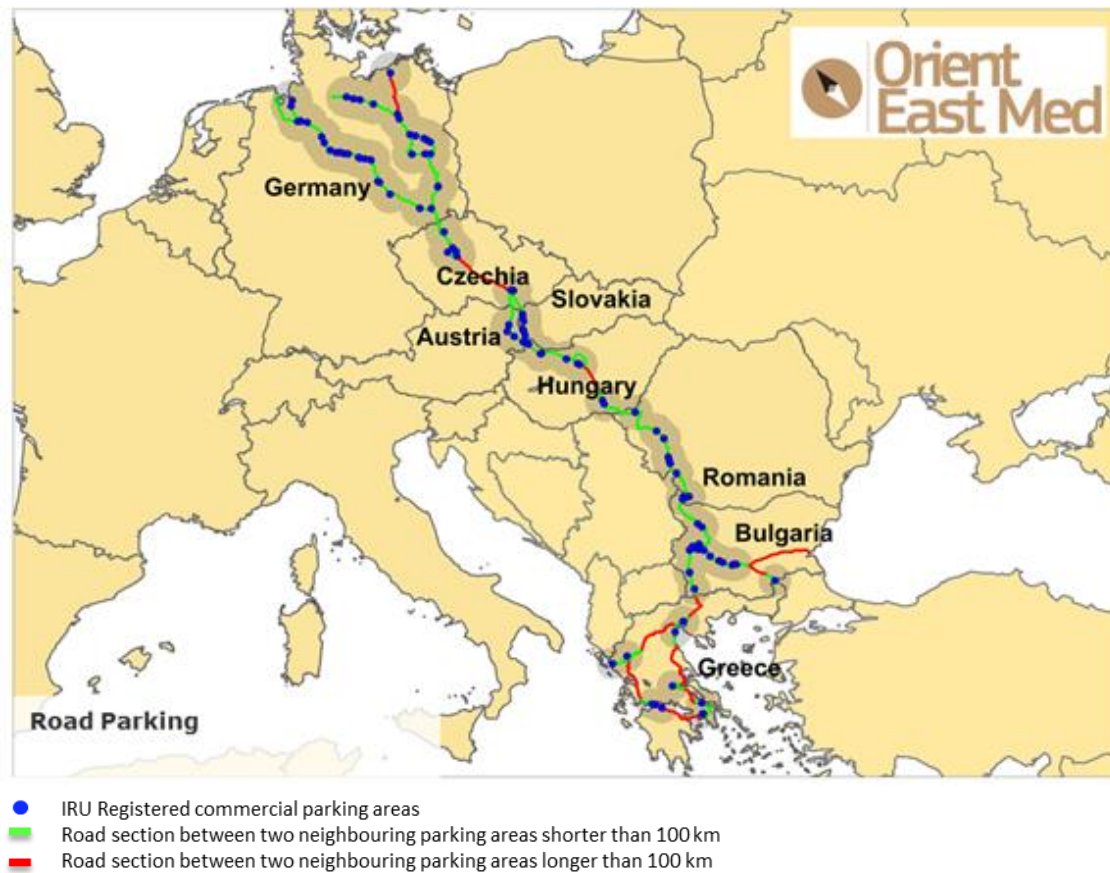 Orient
East Med
Germany
Czechia
Slovakia
Austria
Hungary
Romania
Bulgaria
Greece
Road Parking
IRU Registered commercial parking areas
Road section between two neighbouring parking areas shorter than 100 km
Road section between two neighbouring parking areas longer than 100 km